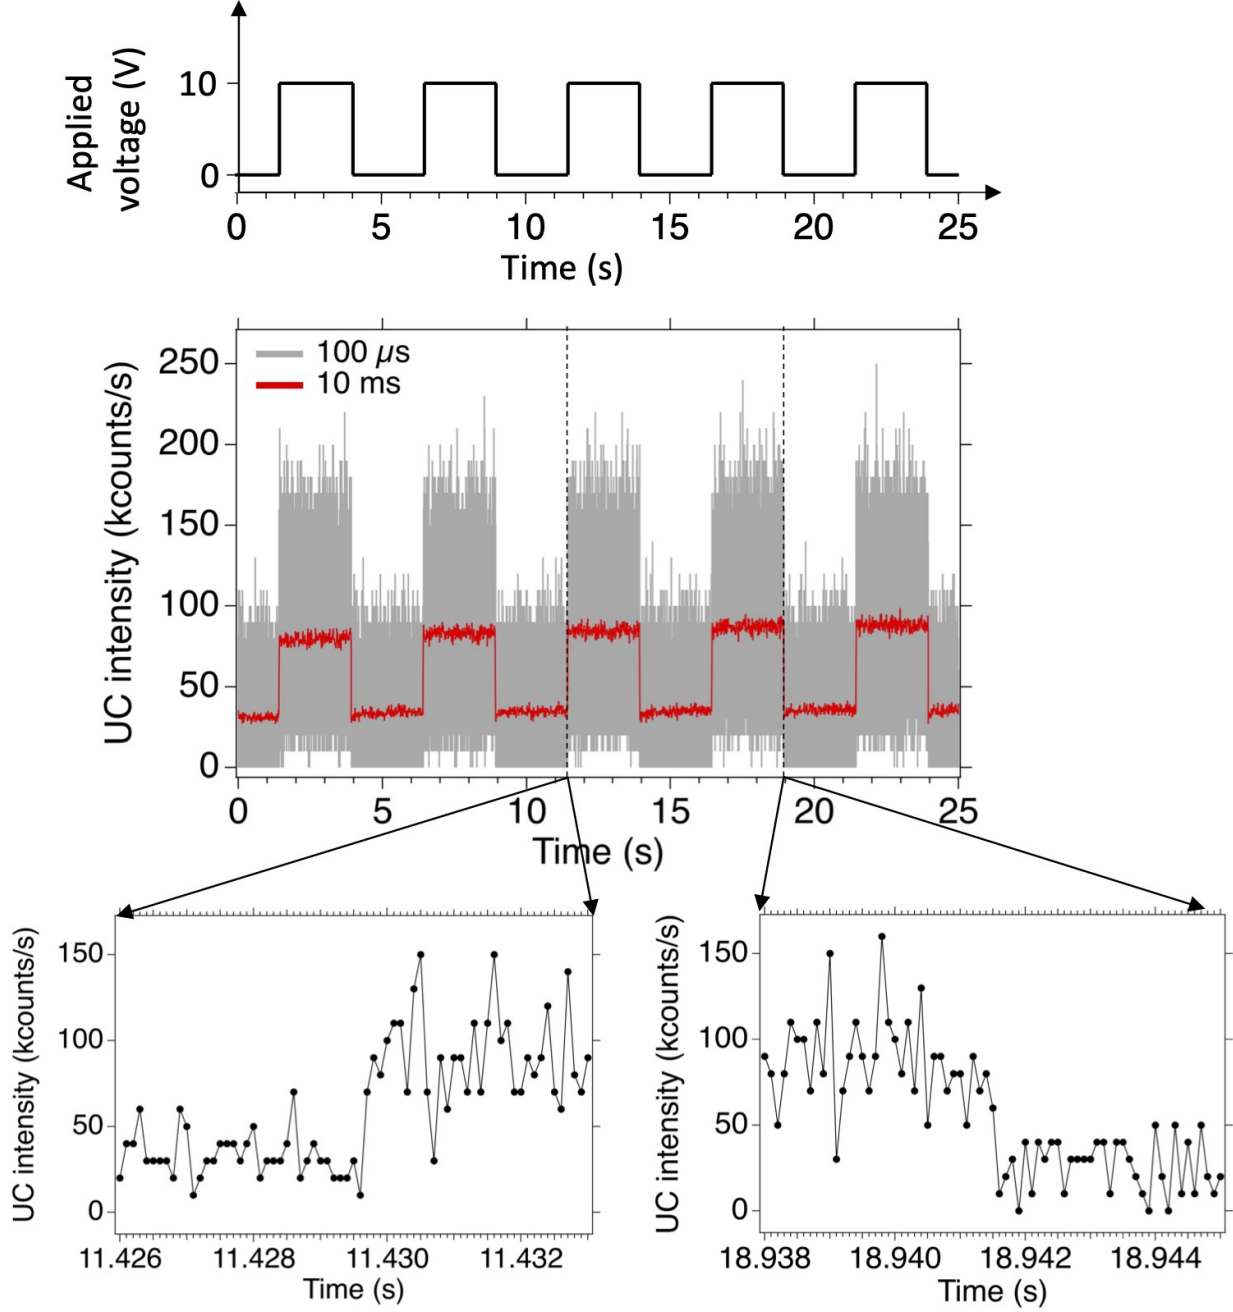 Applied
voltage (V)
10
0
0 5 10 15 20 25
Time (s)
UC intensity (kcounts/s)
100 µs
10 ms
250
200
150
100
50
0
0 5 10 15 20 25
Time (s)
UC intensity (kcounts/s)
150
100
50
0
11.426 11.428 11.430 11.432
Time (s)
UC intensity (kcounts/s)
150
100
50
0
18.938 18.940 18.942 18.944
Time (s)